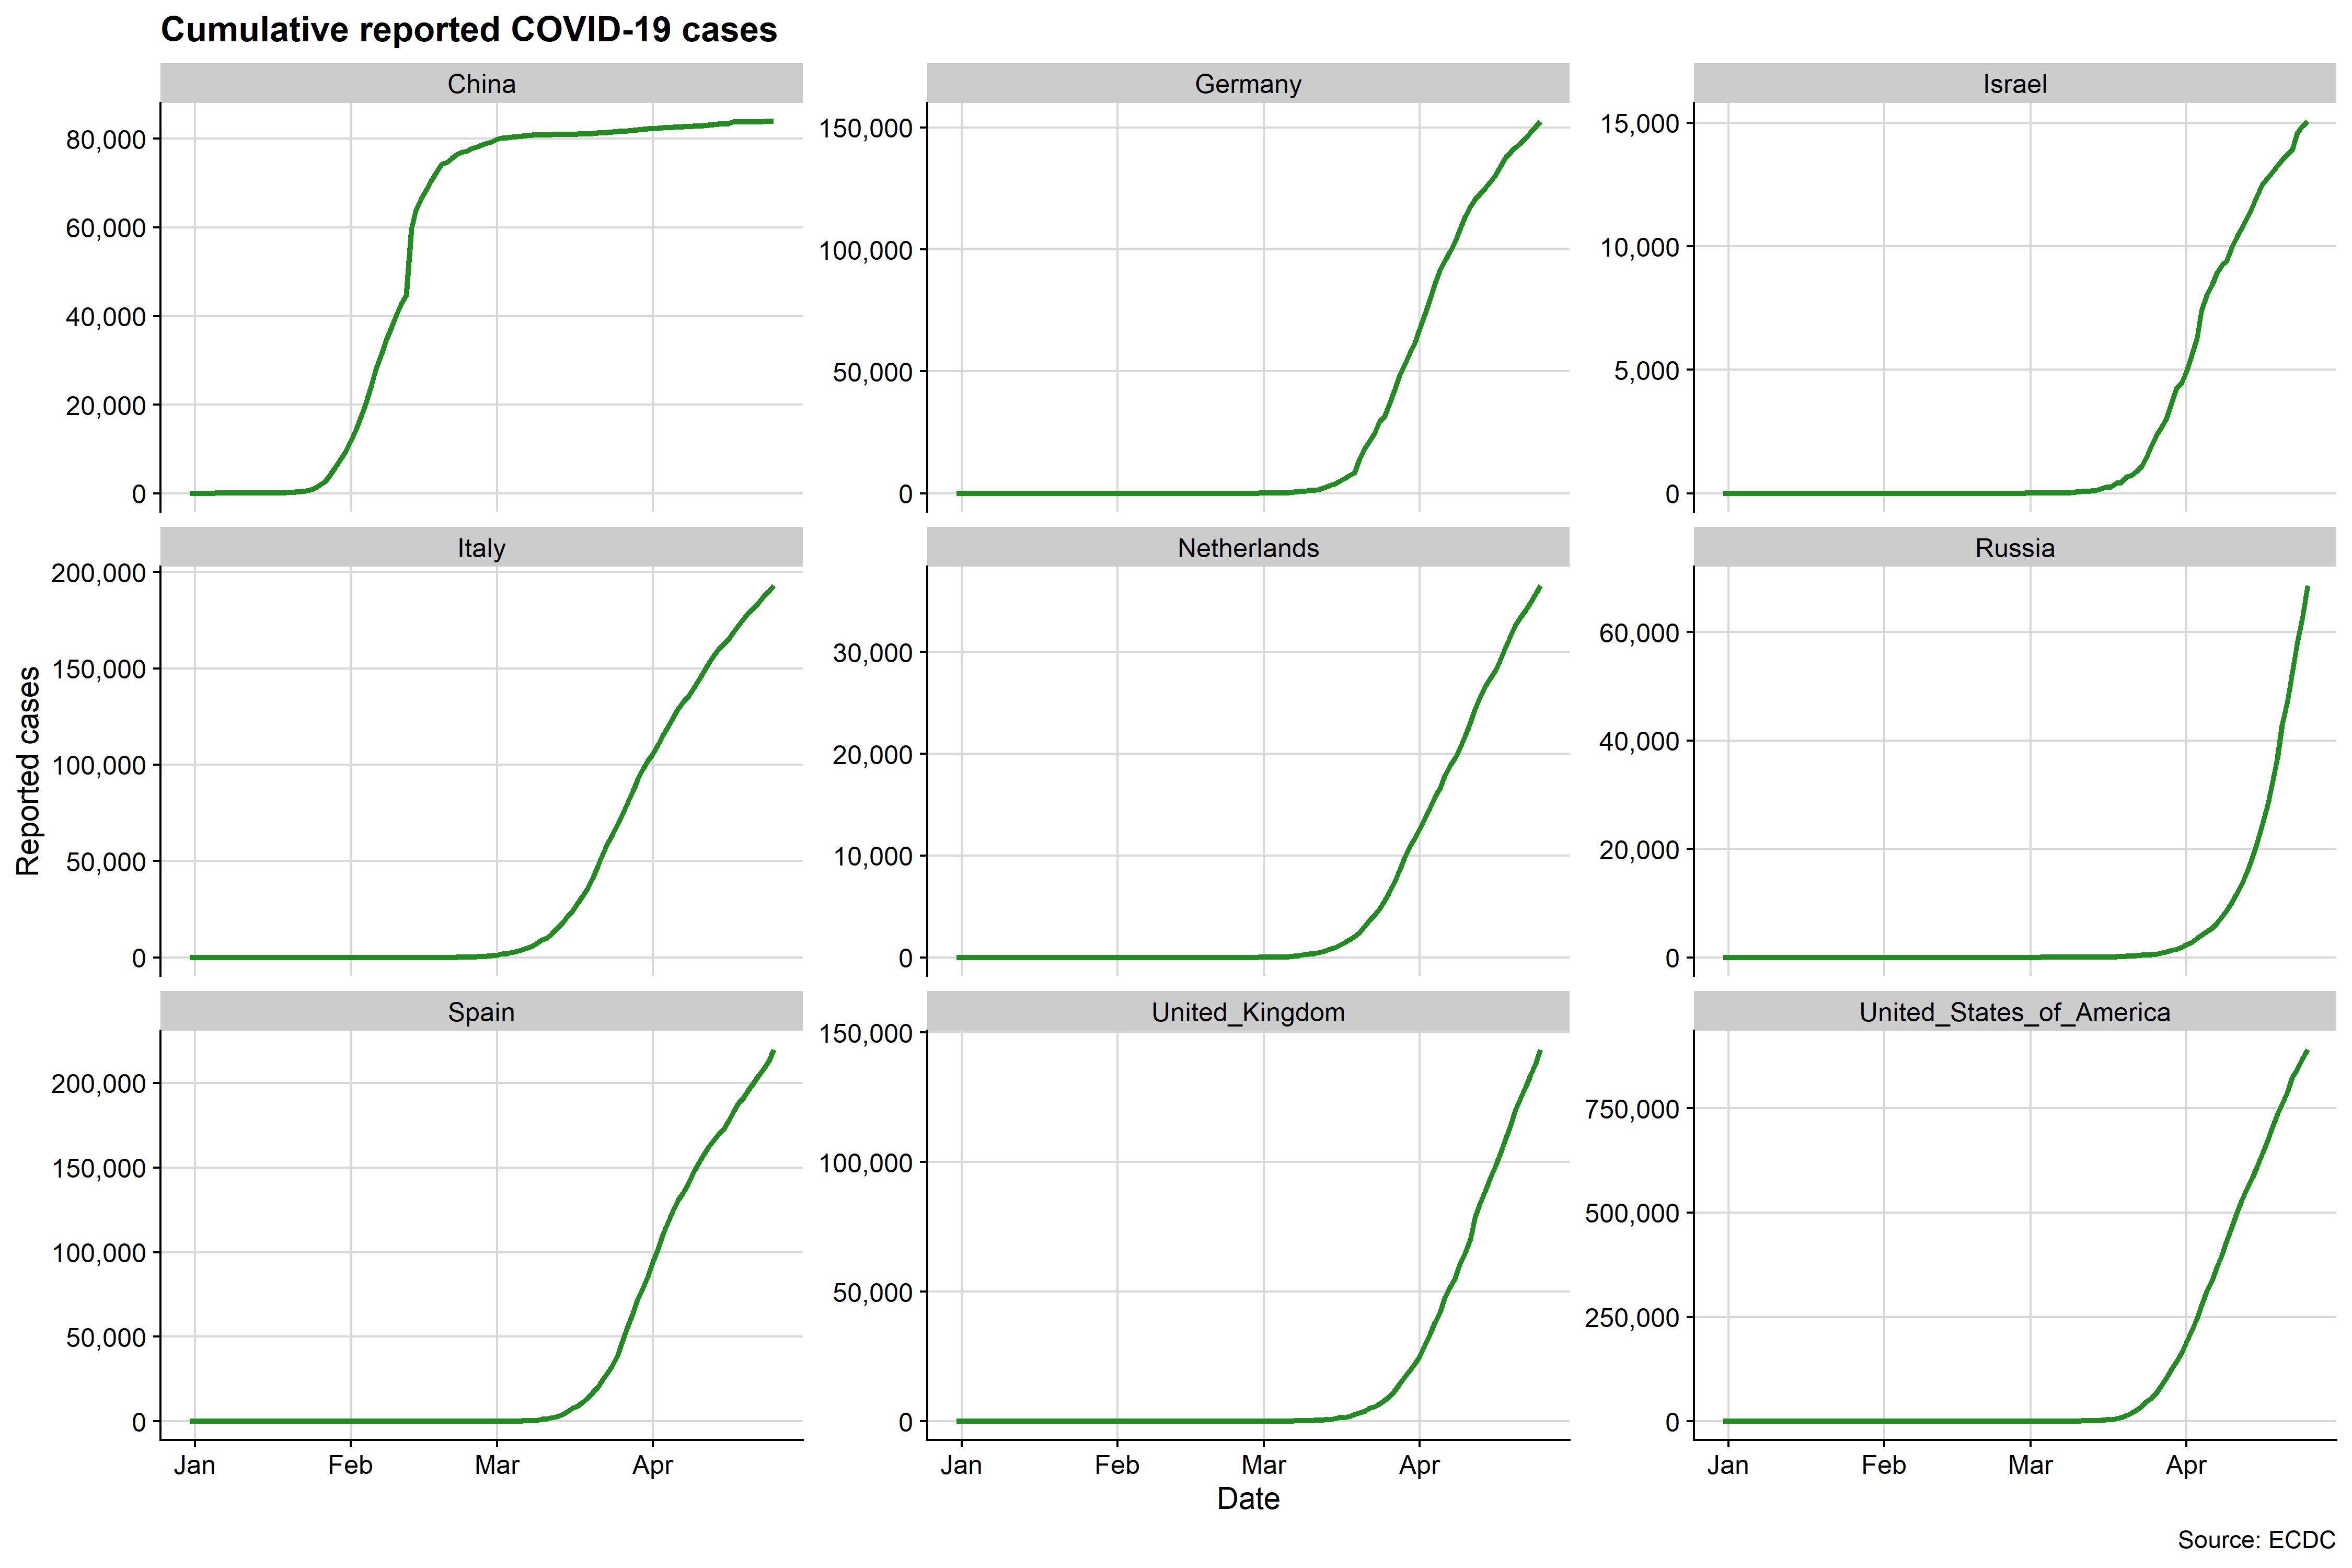 Cumulative reported COVID-19 cases
China
Germany
Israel
80,000
60,000
40,000
20,000
0
150,000
100,000
50,000
0
15,000
10,000
5,000
0
Italy
Netherlands
Russia
200,000
150,000
100,000
50,000
0
30,000
20,000
10,000
0
60,000
40,000
20,000
0
Reported cases
Spain
United_Kingdom
United_States_of_America
200,000
150,000
100,000
50,000
0
150,000
100,000
50,000
0
750,000
500,000
250,000
0
Jan Feb Mar Apr
Jan Feb Mar Apr
Jan Feb Mar Apr
Date
Source: ECDC